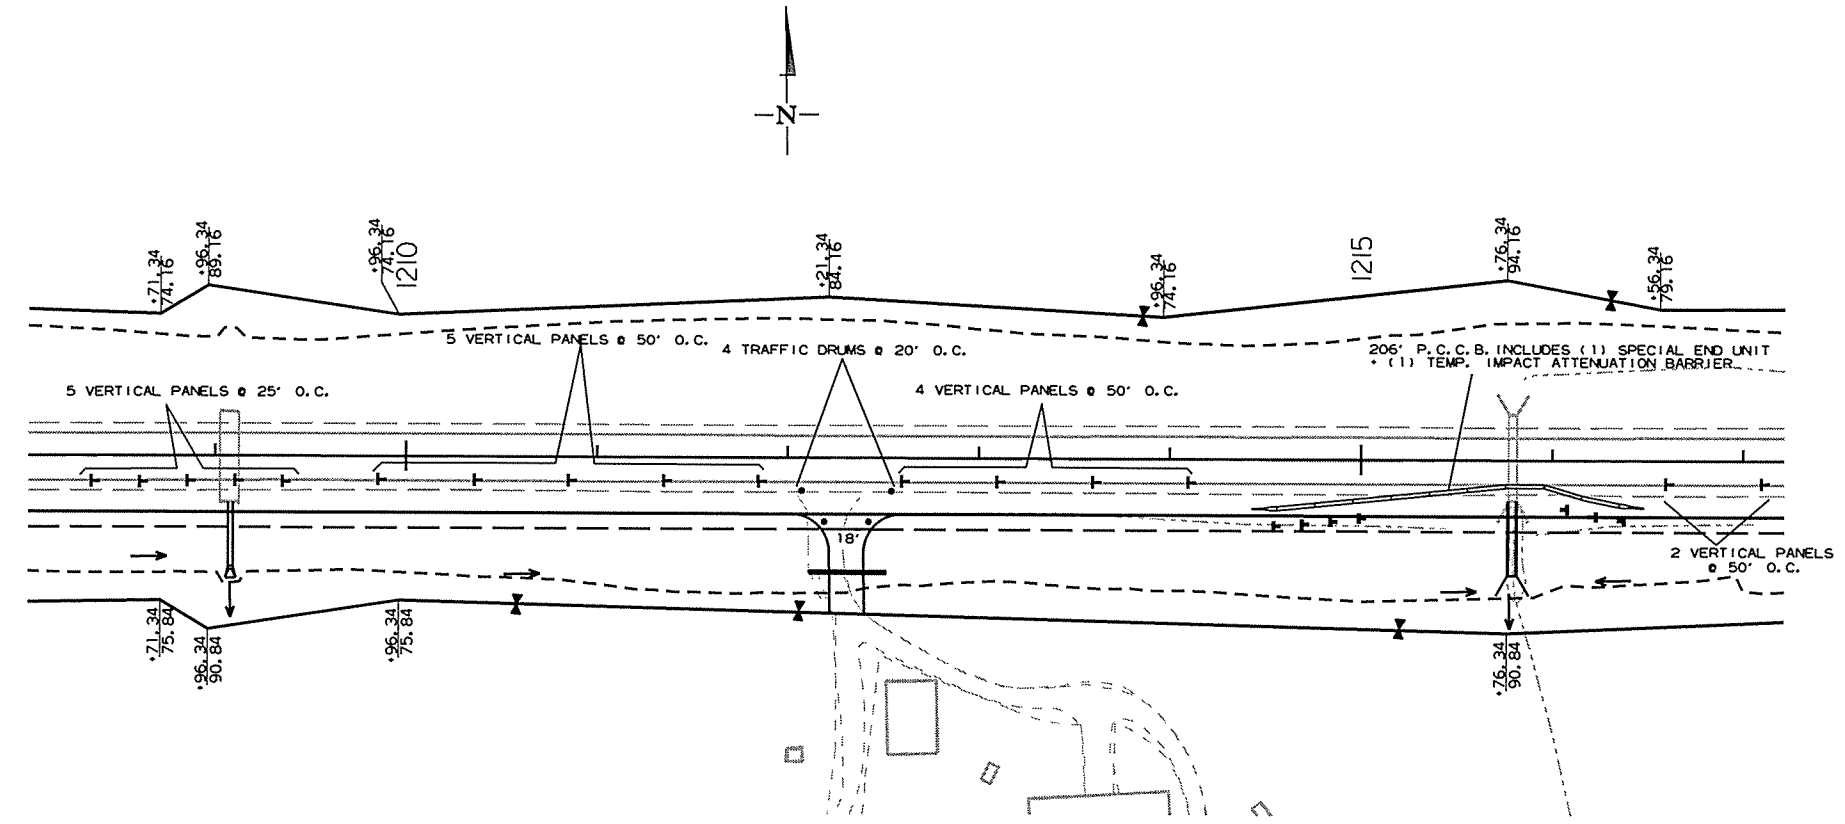 N
+71.34
74.16
+96.34
89.16
+96.34
74.16
1210
+21.34
84.16
+96.34
74.16
1215
+76.34
94.16
+56.34
79.16
5 VERTICAL PANELS @ 50' O.C.
4 TRAFFIC DRUMS @ 20' O.C.
206' P.C.C.B. INCLUDES (1) SPECIAL END UNIT
+ (1) TEMP. IMPACT ATTENUATION BARRIER
5 VERTICAL PANELS @ 25' O.C.
4 VERTICAL PANELS @ 50' O.C.
18'
2 VERTICAL PANELS
@ 50' O.C.
+71.34
75.84
+96.34
90.84
+96.34
75.84
+76.34
90.84